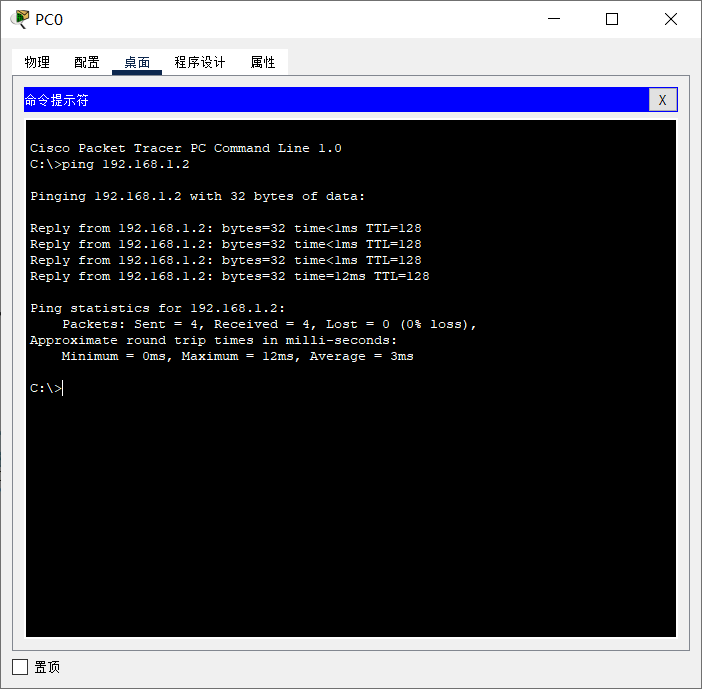 PC0
物理 配置 桌面 程序设计 属性
命令提示符 X
Cisco Packet Tracer PC Command Line 1.0
C:\>ping 192.168.1.2
Pinging 192.168.1.2 with 32 bytes of data:
Reply from 192.168.1.2: bytes=32 time<1ms TTL=128
Reply from 192.168.1.2: bytes=32 time<1ms TTL=128
Reply from 192.168.1.2: bytes=32 time<1ms TTL=128
Reply from 192.168.1.2: bytes=32 time=12ms TTL=128
Ping statistics for 192.168.1.2:
Packets: Sent = 4, Received = 4, Lost = 0 (0% loss),
Approximate round trip times in milli-seconds:
Minimum = 0ms, Maximum = 12ms, Average = 3ms
C:\>
置顶